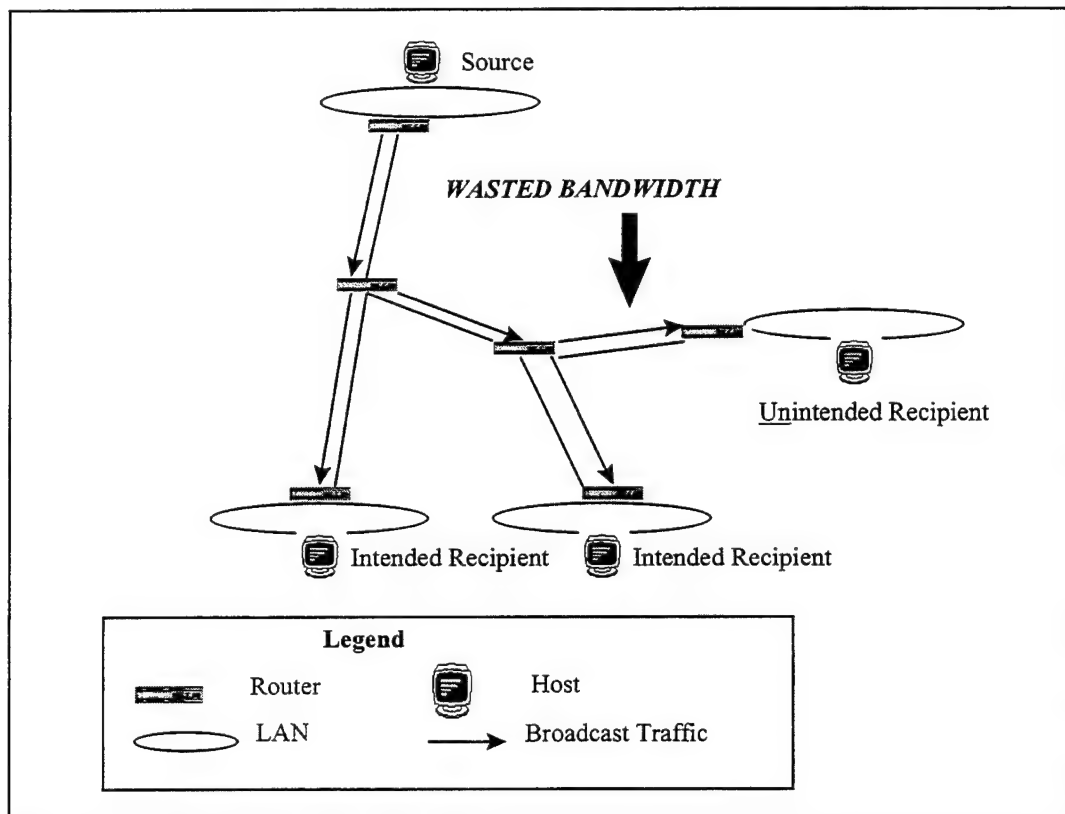 Source
WASTED BANDWIDTH
Unintended Recipient
Intended Recipient
Intended Recipient
Legend
Router
Host
LAN
Broadcast Traffic